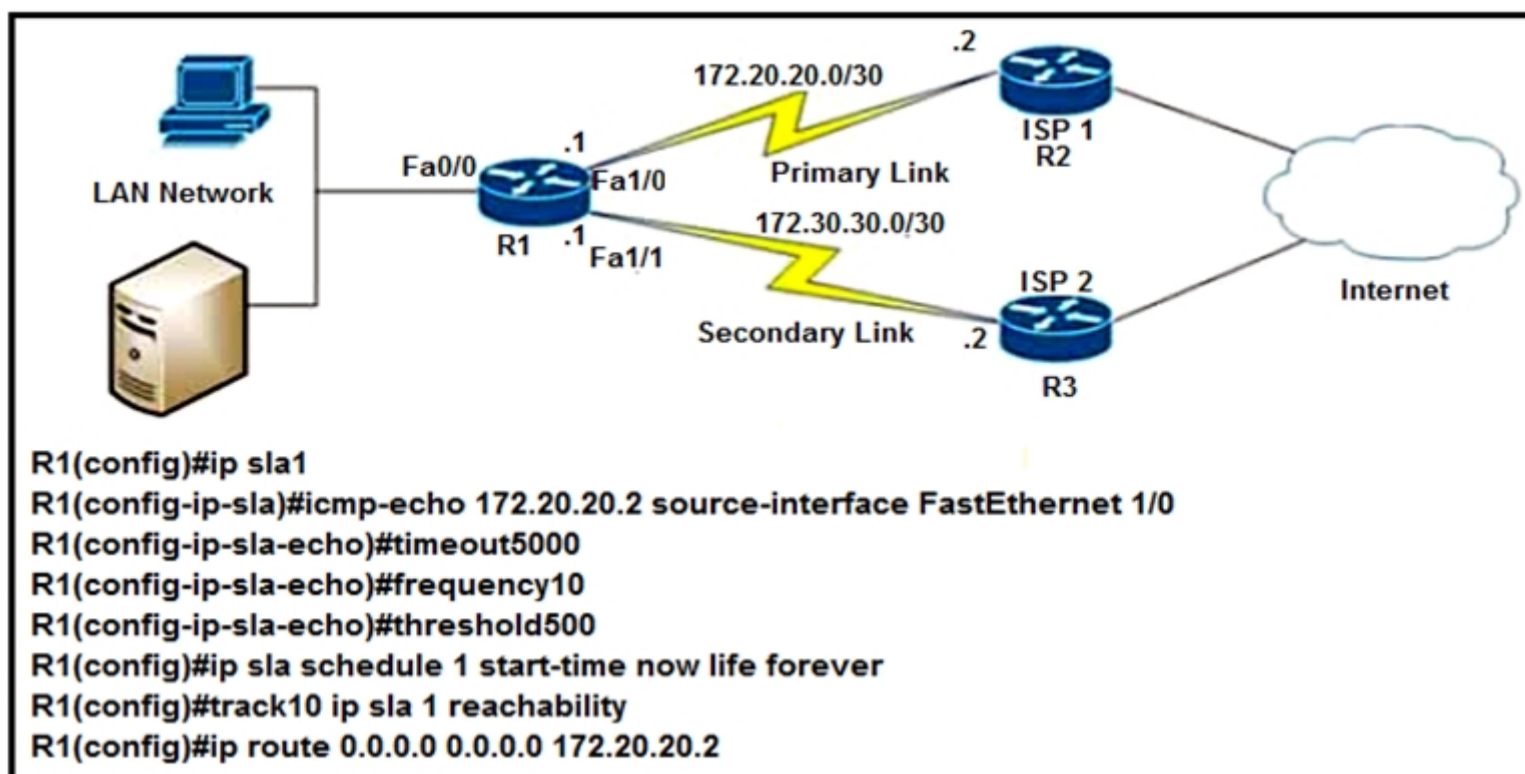 .2
172.20.20.0/30
ISP 1
R2
Primary Link
.1
Fa0/0
Fa1/0
LAN Network
R1
.1
Fa1/1
172.30.30.0/30
ISP 2
Internet
Secondary Link
.2
R3
R1(config)#ip sla1
R1(config-ip-sla)#icmp-echo 172.20.20.2 source-interface FastEthernet 1/0
R1(config-ip-sla-echo)#timeout5000
R1(config-ip-sla-echo)#frequency10
R1(config-ip-sla-echo)#threshold500
R1(config)#ip sla schedule 1 start-time now life forever
R1(config)#track10 ip sla 1 reachability
R1(config)#ip route 0.0.0.0 0.0.0.0 172.20.20.2